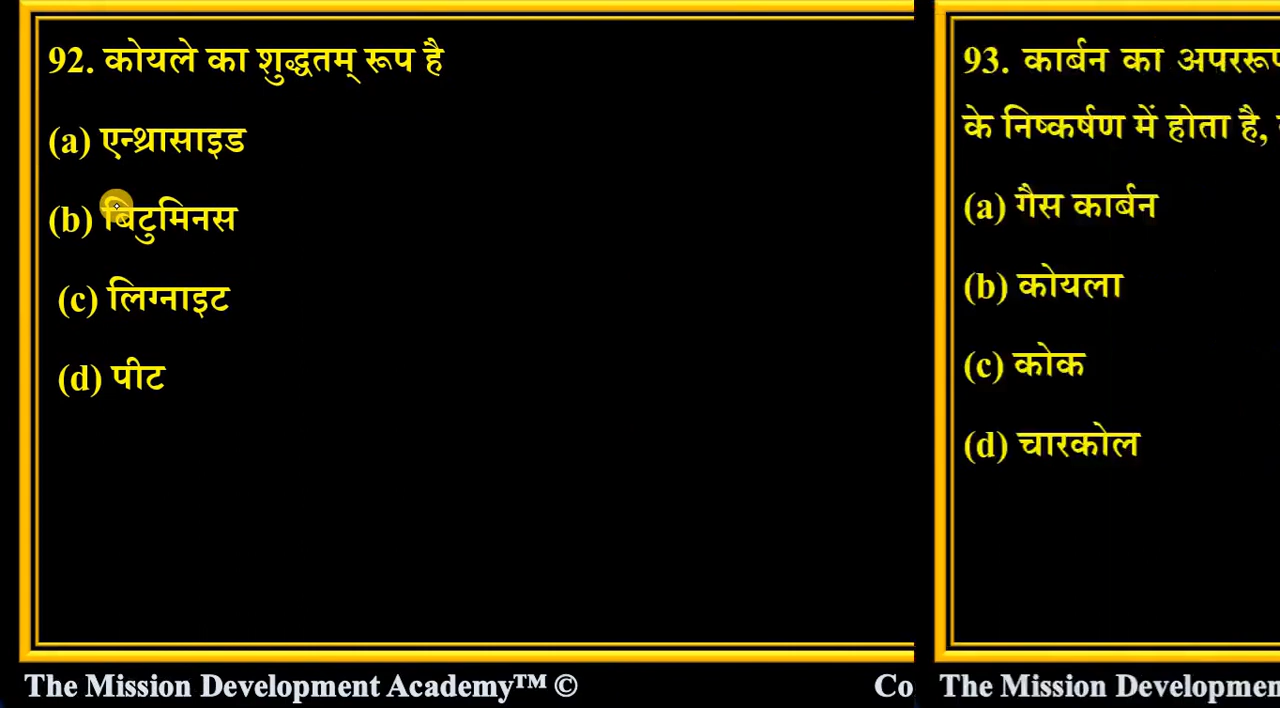 92. कोयले का शुद्धतम् रूप है
(a) एन्थ्रासाइड
(b) बिटुमिनस
(c) लिग्नाइट
(d) पीट
The Mission Development Academy™ ©
Co
93. कार्बन का अपररूप
के निष्कर्षण में होता है,
(a) गैस कार्बन
(b) कोयला
(c) कोक
(d) चारकोल
The Mission Developmen